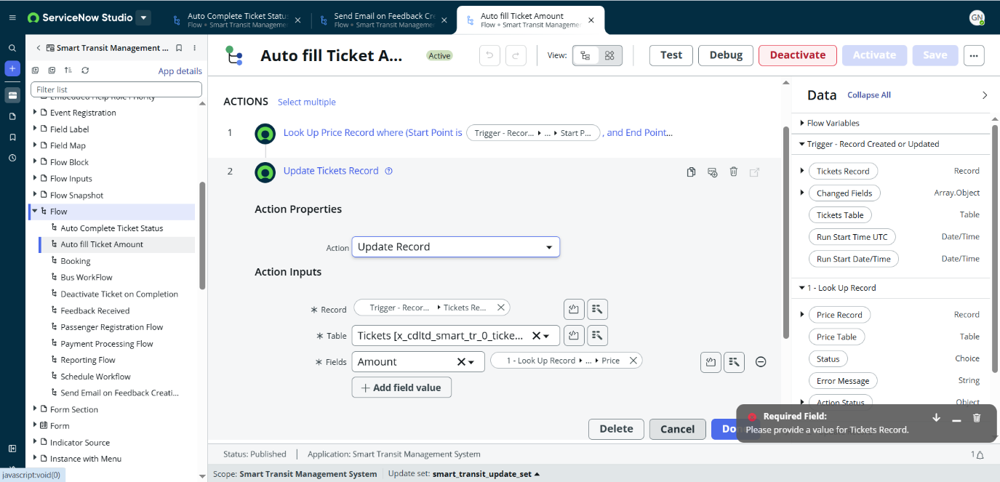 ServiceNow Studio
Auto Complete Ticket Statu:
Flow • Smart Transit Manageme
Send Email on Feedback Cre
Flow • Smart Transit Manageme
Auto fill Ticket Amount
Flow • Smart Transit Manageme
GN
Smart Transit Management ...
App details
Filter list
Embedded Help Role Priority
Event Registration
Field Label
Field Map
Flow Block
Flow Inputs
Flow Snapshot
Flow
Auto Complete Ticket Status
Auto fill Ticket Amount
Booking
Bus WorkFlow
Deactivate Ticket on Completion
Feedback Received
Passenger Registration Flow
Payment Processing Flow
Reporting Flow
Schedule Workflow
Send Email on Feedback Creati...
Form Section
Form
Indicator Source
Instance with Menu
javascript:void(0)
Auto fill Ticket A...
Active
View:
Test
Debug
Deactivate
Activate
Save
ACTIONS
Select multiple
1
Look Up Price Record where (Start Point is Trigger - Recor... ... Start P... , and End Point...
2
Update Tickets Record
Action Properties
Action
Update Record
Action Inputs
* Record
Trigger - Recor... Tickets Re...
* Table
Tickets [x_cdltd_smart_tr_0_ticke...
* Fields
Amount
1 - Look Up Record ... Price
+ Add field value
Delete
Cancel
Do
Status: Published | Application: Smart Transit Management System
1
Scope: Smart Transit Management System
Update set: smart_transit_update_set
Data
Collapse All
Flow Variables
Trigger - Record Created or Updated
Tickets Record
Record
Changed Fields
Array.Object
Tickets Table
Table
Run Start Time UTC
Date/Time
Run Start Date/Time
Date/Time
1 - Look Up Record
Price Record
Record
Price Table
Table
Status
Choice
Error Message
String
Action Status
Object
Required Field:
Please provide a value for Tickets Record.